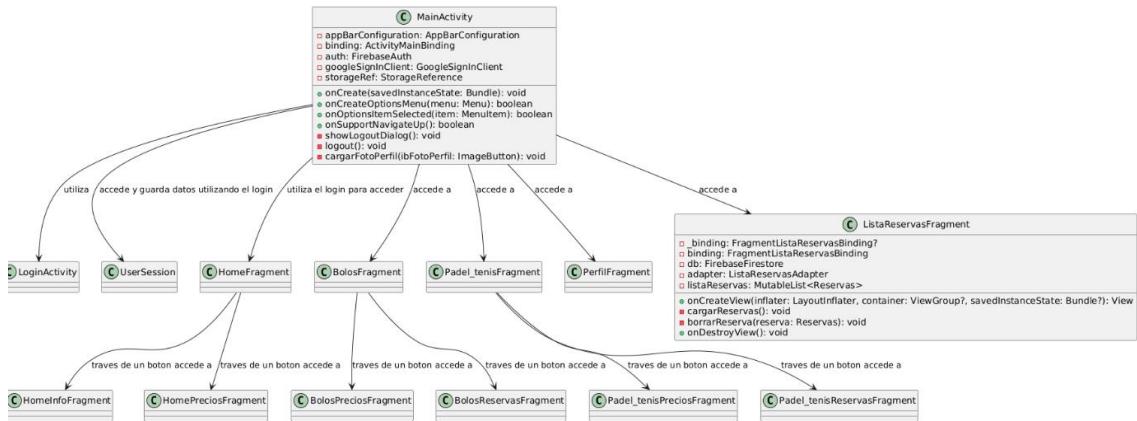 C MainActivity
appBarConfiguration: AppBarConfiguration
binding: ActivityMainBinding
auth: FirebaseAuth
googleSignInClient: GoogleSignInClient
storageRef: StorageReference
onCreate(savedInstanceState: Bundle): void
onCreateOptionsMenu(menu: Menu): boolean
onOptionsItemSelected(item: MenuItem): boolean
onSupportNavigateUp(): boolean
showLogoutDialog(): void
logout(): void
cargarFotoPerfil(ibFotoPerfil: ImageButton): void
utiliza
accede y guarda datos utilizando el login
utiliza el login para acceder
accede a
accede a
accede a
accede a
C LoginActivity
C UserSession
C HomeFragment
C BolosFragment
C Padel_tenisFragment
C PerfilFragment
C ListaReservasFragment
_binding: FragmentListaReservasBinding?
binding: FragmentListaReservasBinding
db: FirebaseFirestore
adapter: ListaReservasAdapter
listaReservas: MutableList<Reservas>
onCreateView(inflater: LayoutInflater, container: ViewGroup?, savedInstanceState: Bundle?): View
cargarReservas(): void
borrarReserva(reserva: Reservas): void
onDestroyView(): void
traves de un boton accede a
traves de un boton accede a
traves de un boton accede a
traves de un boton accede a
traves de un boton accede a
traves de un boton accede a
C HomeInfoFragment
C HomePreciosFragment
C BolosPreciosFragment
C BolosReservasFragment
C Padel_tenisPreciosFragment
C Padel_tenisReservasFragment